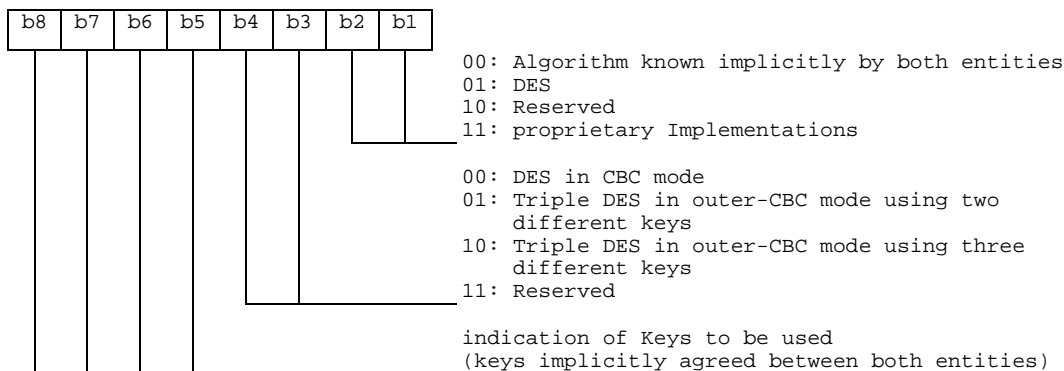 b8 b7 b6 b5 b4 b3 b2 b1
00: Algorithm known implicitly by both entities
01: DES
10: Reserved
11: proprietary Implementations
00: DES in CBC mode
01: Triple DES in outer-CBC mode using two
different keys
10: Triple DES in outer-CBC mode using three
different keys
11: Reserved
indication of Keys to be used
(keys implicitly agreed between both entities)